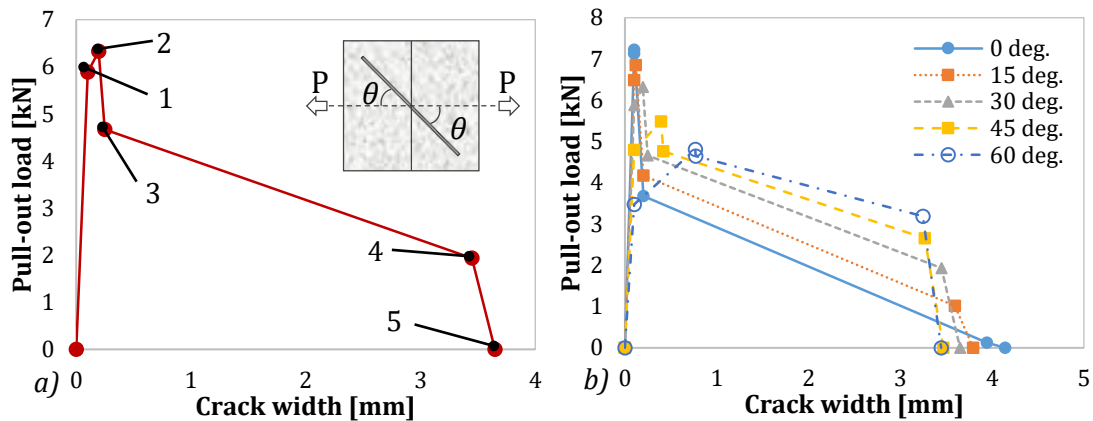 7
6
5
4
3
2
1
0
Pull-out load [kN]
2
1
3
4
5
P
P
θ
θ
0 1 2 3 4
Crack width [mm]
a)
8
7
6
5
4
3
2
1
0
Pull-out load [kN]
0 deg.
15 deg.
30 deg.
45 deg.
60 deg.
0 1 2 3 4 5
Crack width [mm]
b)